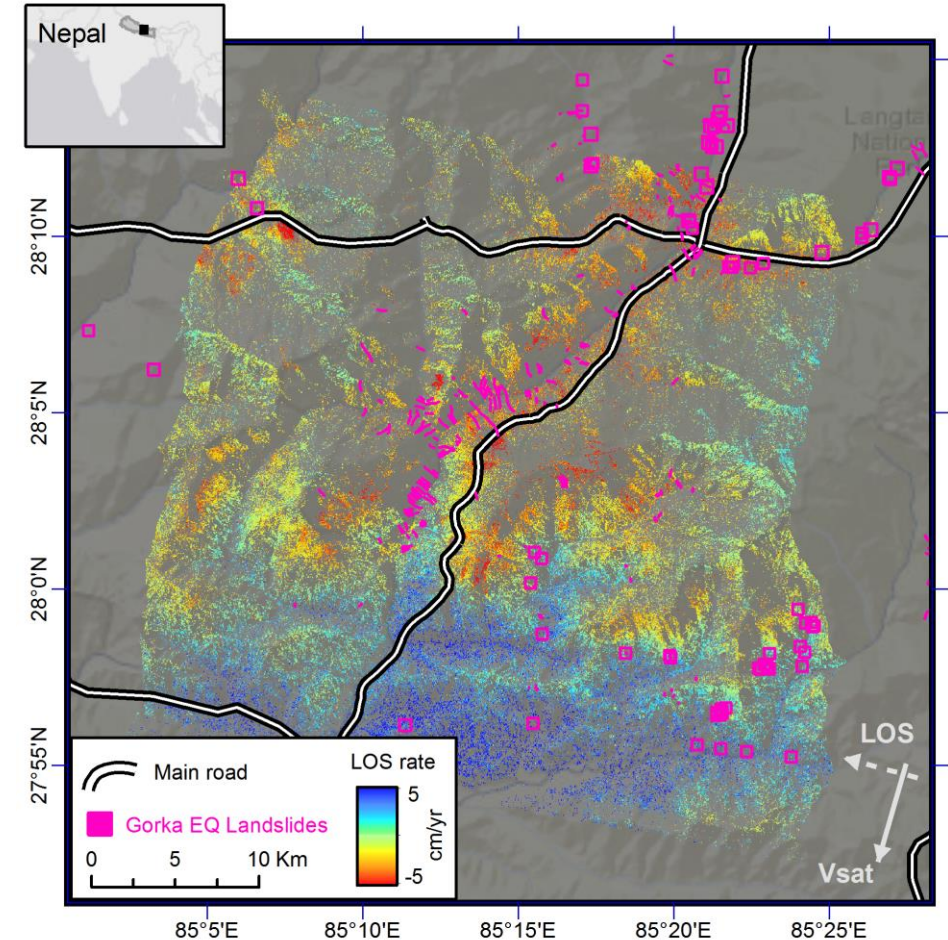 Nepal
Langta
Nation
28°10'N
28°5'N
28°0'N
27°55'N
LOS
Vsat
Main road
Gorka EQ Landslides
0 5 10 Km
LOS rate
5
-5
cm/yr
85°5'E 85°10'E 85°15'E 85°20'E 85°25'E